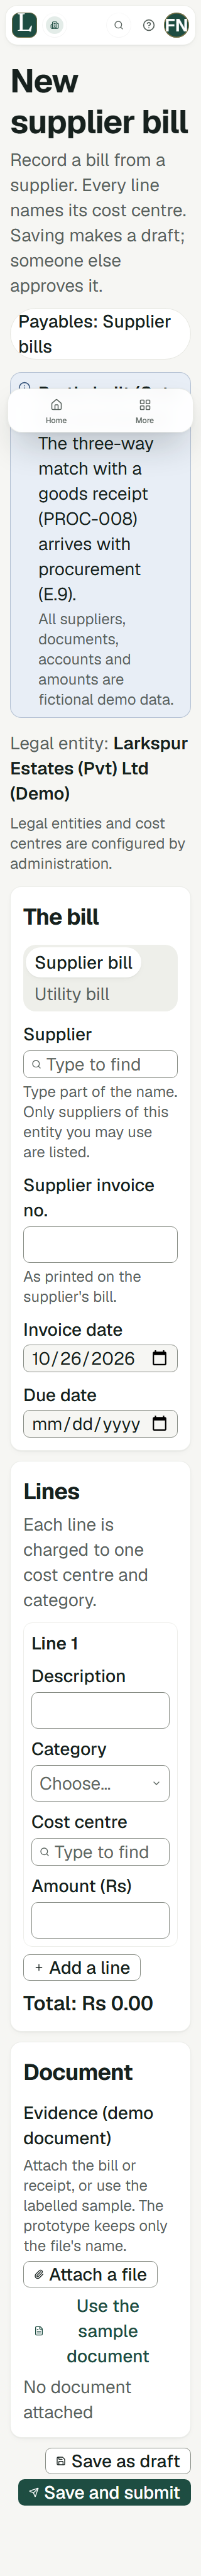 L
FN
New
supplier bill
Record a bill from a
supplier. Every line
names its cost centre.
Saving makes a draft;
someone else
approves it.
Payables: Supplier
bills
Home
More
The three-way
match with a
goods receipt
(PROC-008)
arrives with
procurement
(E.9).
All suppliers,
documents,
accounts and
amounts are
fictional demo data.
Legal entity: Larkspur
Estates (Pvt) Ltd
(Demo)
Legal entities and cost
centres are configured by
administration.
The bill
Supplier bill
Utility bill
Supplier
Type to find
Type part of the name.
Only suppliers of this
entity you may use
are listed.
Supplier invoice
no.
As printed on the
supplier's bill.
Invoice date
10/26/2026
Due date
mm/dd/yyyy
Lines
Each line is
charged to one
cost centre and
category.
Line 1
Description
Category
Choose...
Cost centre
Type to find
Amount (Rs)
+ Add a line
Total: Rs 0.00
Document
Evidence (demo
document)
Attach the bill or
receipt, or use the
labelled sample. The
prototype keeps only
the file's name.
Attach a file
Use the
sample
document
No document
attached
Save as draft
Save and submit